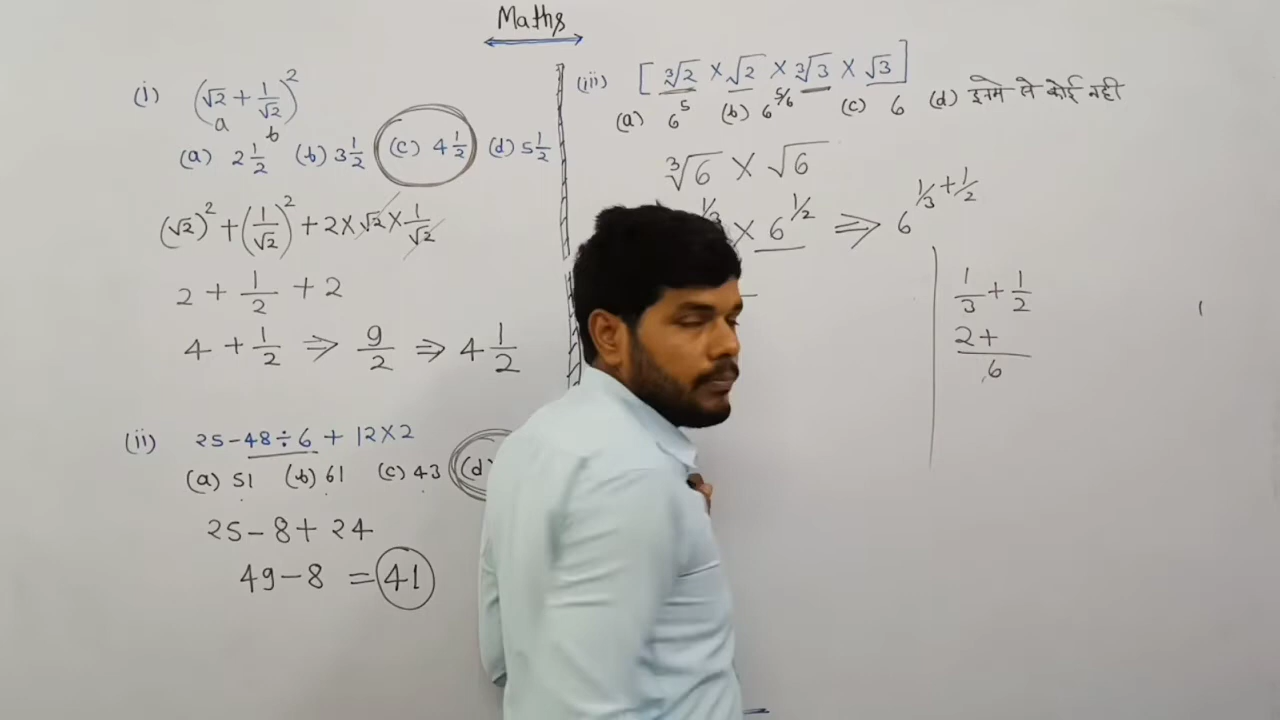 Maths
(i) (√2 + 1/√2)²
a b
(a) 2 1/2 (b) 3 1/2 (c) 4 1/2 (d) 5 1/2
(√2)² + (1/√2)² + 2 × √2 × 1/√2
2 + 1/2 + 2
4 + 1/2 ⇒ 9/2 ⇒ 4 1/2
(ii) 25 - 48 ÷ 6 + 12 × 2
(a) 51 (b) 61 (c) 43 (d)
25 - 8 + 24
49 - 8 = 41
(iii) [ ∛2 × √2 × ∛3 × √3 ]
(a) 6⁵ (b) 6^5/6 (c) 6 (d) इनमे से कोई नही
∛6 × √6
1/3 × 6^1/2 ⇒ 6^1/3 + 1/2
1/3 + 1/2
2 +
6